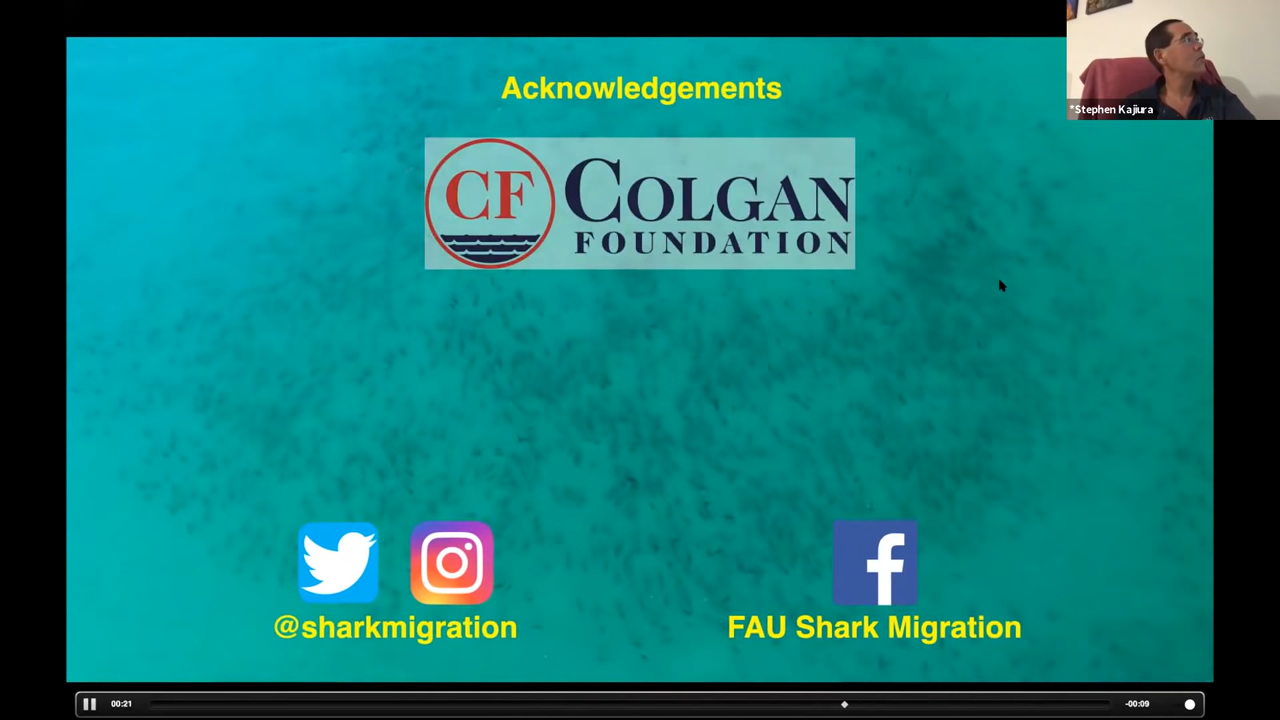 Acknowledgements
*Stephen Kajiura
CF
COLGAN
FOUNDATION
@sharkmigration
FAU Shark Migration
00:21
-00:09